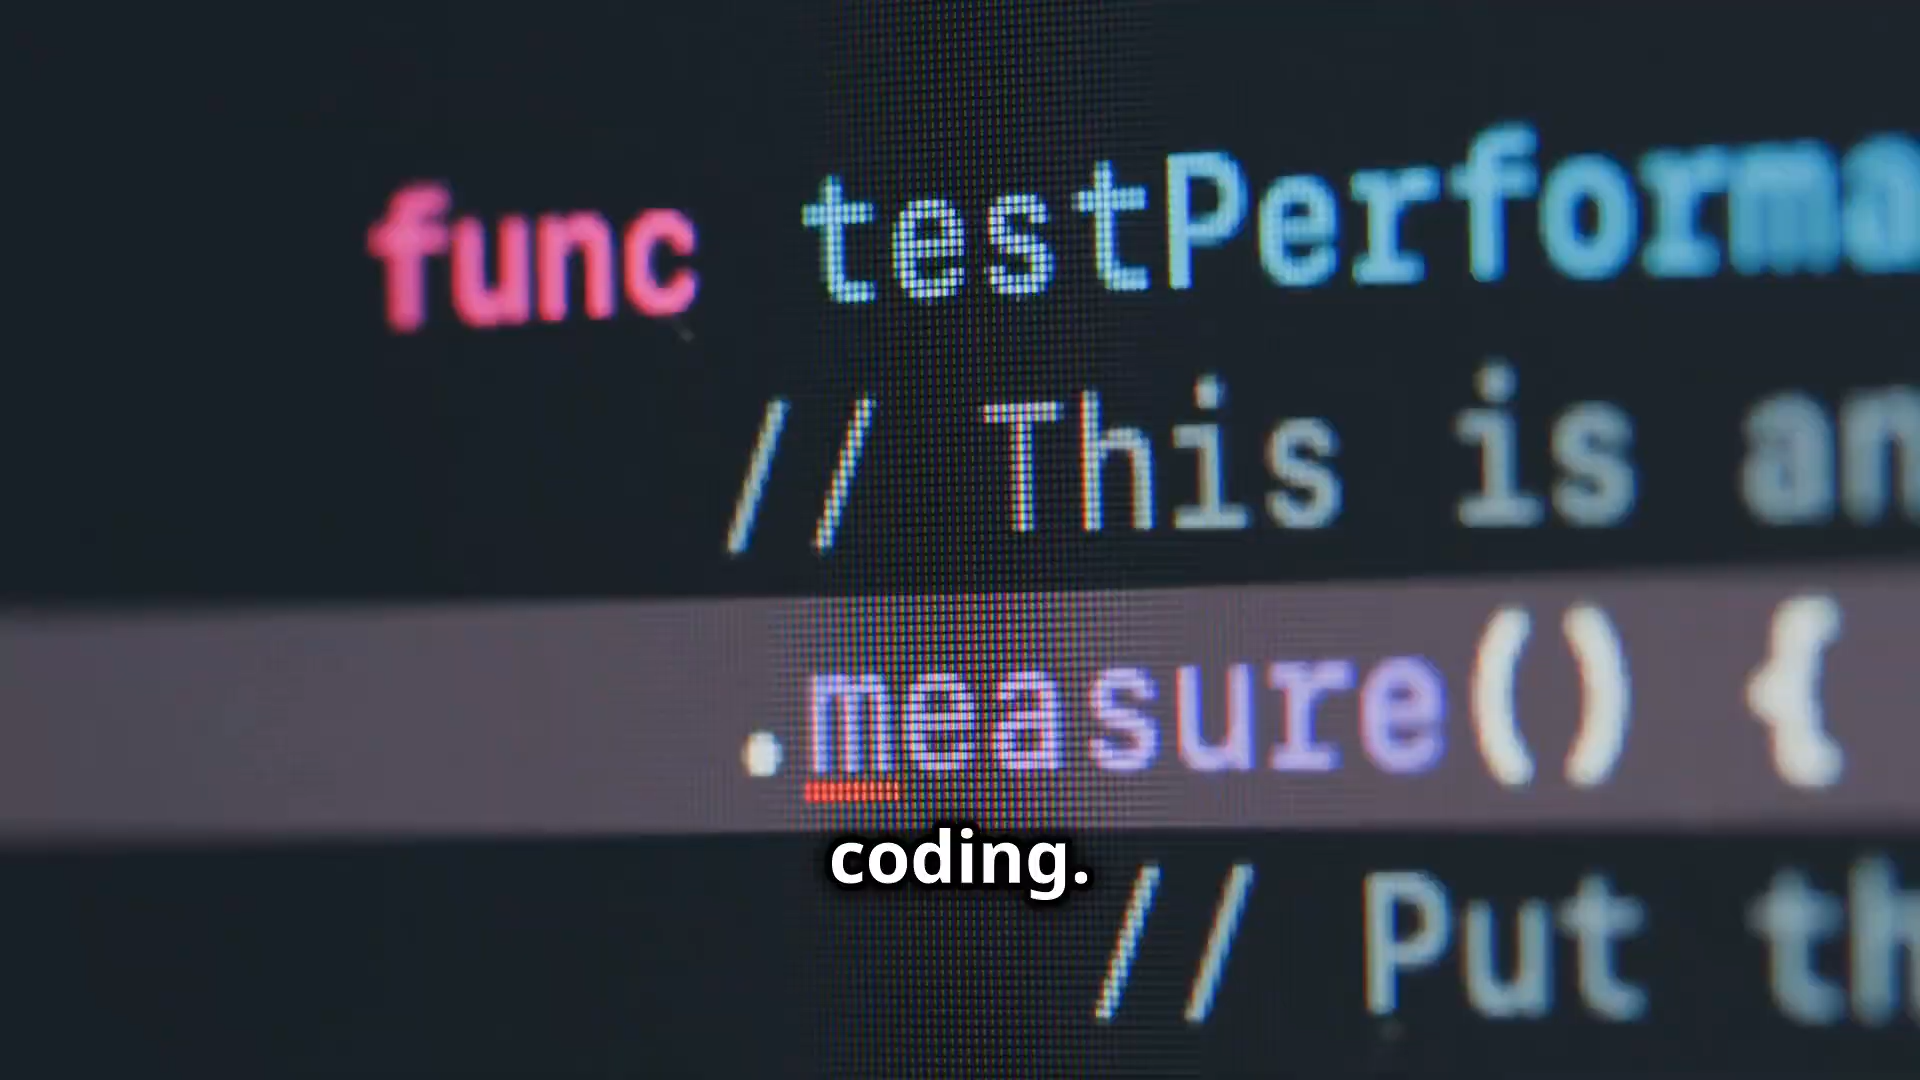 func testPerforma
// This is an
.measure() {
coding.
// Put th